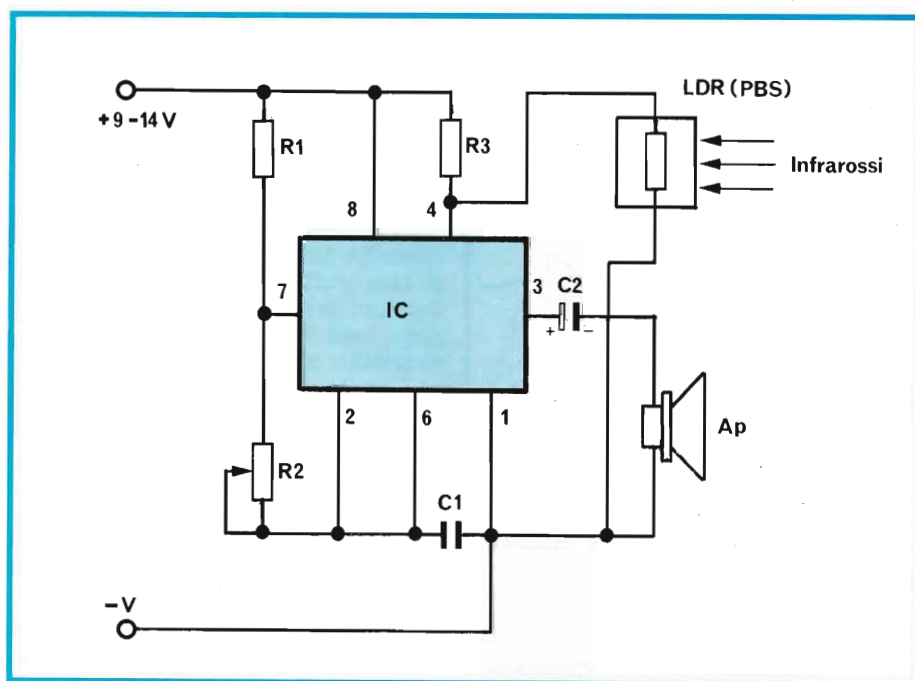 LDR (PBS)
+9-14 V
R1
R3
Infrarossi
8
4
7
IC
3
C2
+
-
2
6
1
Ap
R2
C1
-V